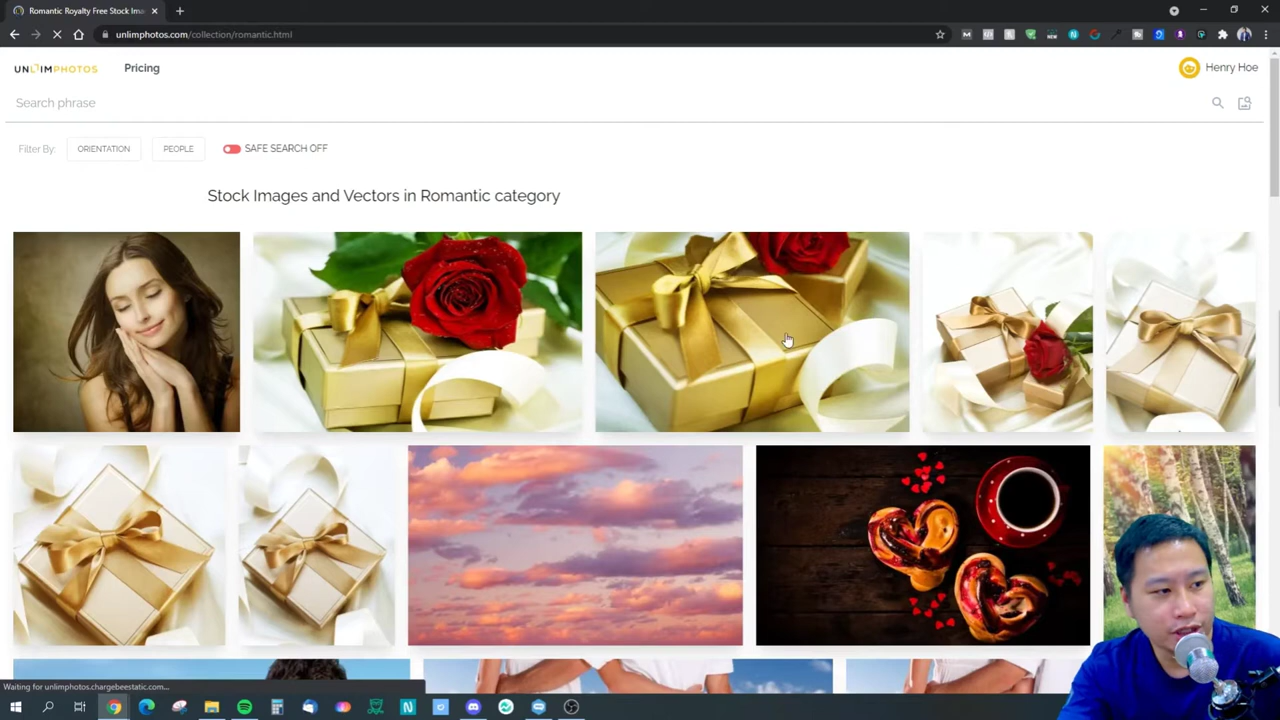 Romantic Royalty Free Stock Ima
unlimphotos.com/collection/romantic.html
UNLIMPHOTOS
Pricing
Henry Hoe
Search phrase
Filter By:
ORIENTATION
PEOPLE
SAFE SEARCH OFF
Stock Images and Vectors in Romantic category
Waiting for unlimphotos.chargebeestatic.com...